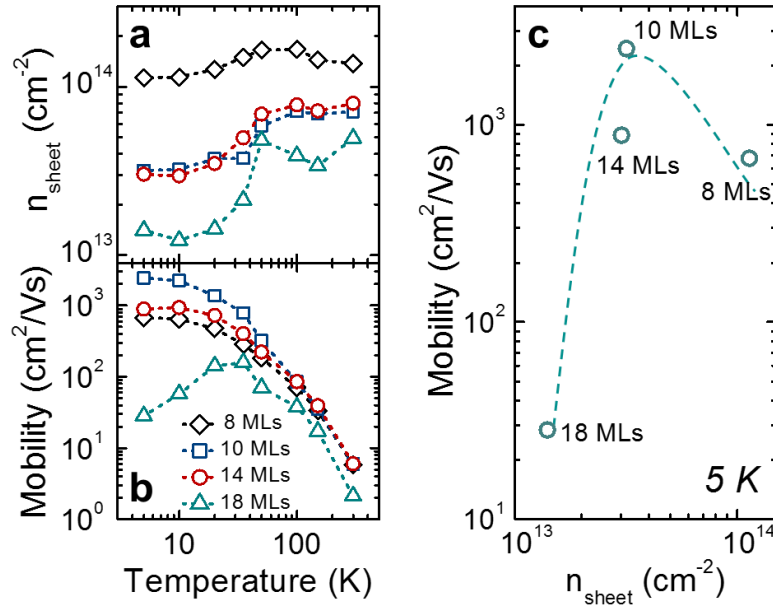 a
n_sheet (cm^-2)
10^14
10^13
b
Mobility (cm^2/Vs)
10^3
10^2
10^1
10^0
8 MLs
10 MLs
14 MLs
18 MLs
10
100
Temperature (K)
c
Mobility (cm^2/Vs)
10^3
10^2
10^1
10 MLs
14 MLs
8 MLs
18 MLs
5 K
10^13
10^14
n_sheet (cm^-2)